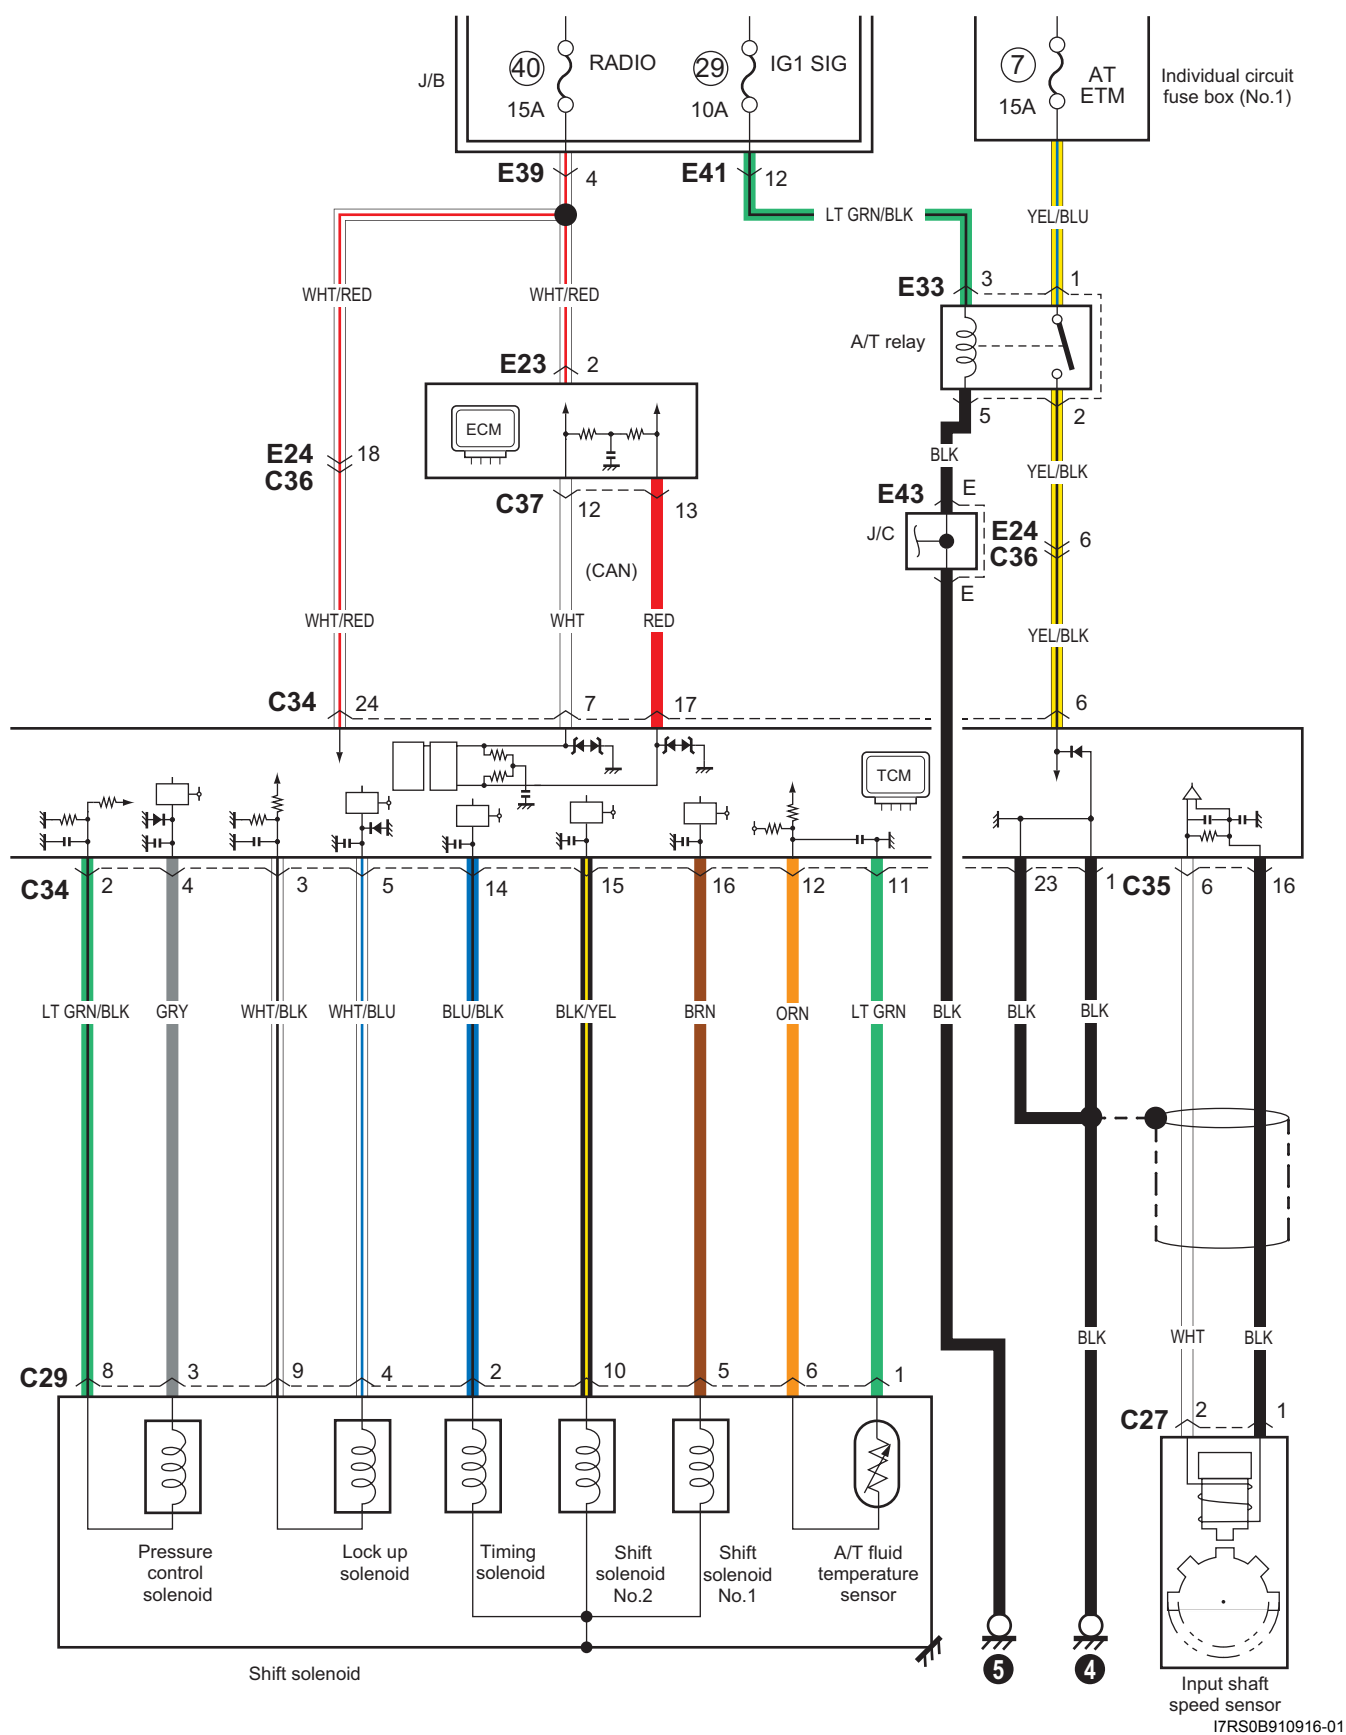 J/B
40
15A
RADIO
29
10A
IG1 SIG
7
15A
AT
ETM
Individual circuit
fuse box (No.1)
E39
4
E41
12
LT GRN/BLK
YEL/BLU
WHT/RED
WHT/RED
E33
3
1
A/T relay
E23
2
5
2
ECM
BLK
E24
C36
18
YEL/BLK
C37
12
13
E43
E
J/C
E24
C36
6
E
(CAN)
WHT/RED
WHT
RED
YEL/BLK
C34
24
7
17
6
TCM
C34
2
4
3
5
14
15
16
12
11
23
1
C35
6
16
LT GRN/BLK
GRY
WHT/BLK
WHT/BLU
BLU/BLK
BLK/YEL
BRN
ORN
LT GRN
BLK
BLK
BLK
BLK
WHT
BLK
C29
8
3
9
4
2
10
5
6
1
C27
2
1
Pressure
control
solenoid
Lock up
solenoid
Timing
solenoid
Shift
solenoid
No.2
Shift
solenoid
No.1
A/T fluid
temperature
sensor
5
4
Shift solenoid
Input shaft
speed sensor
I7RS0B910916-01